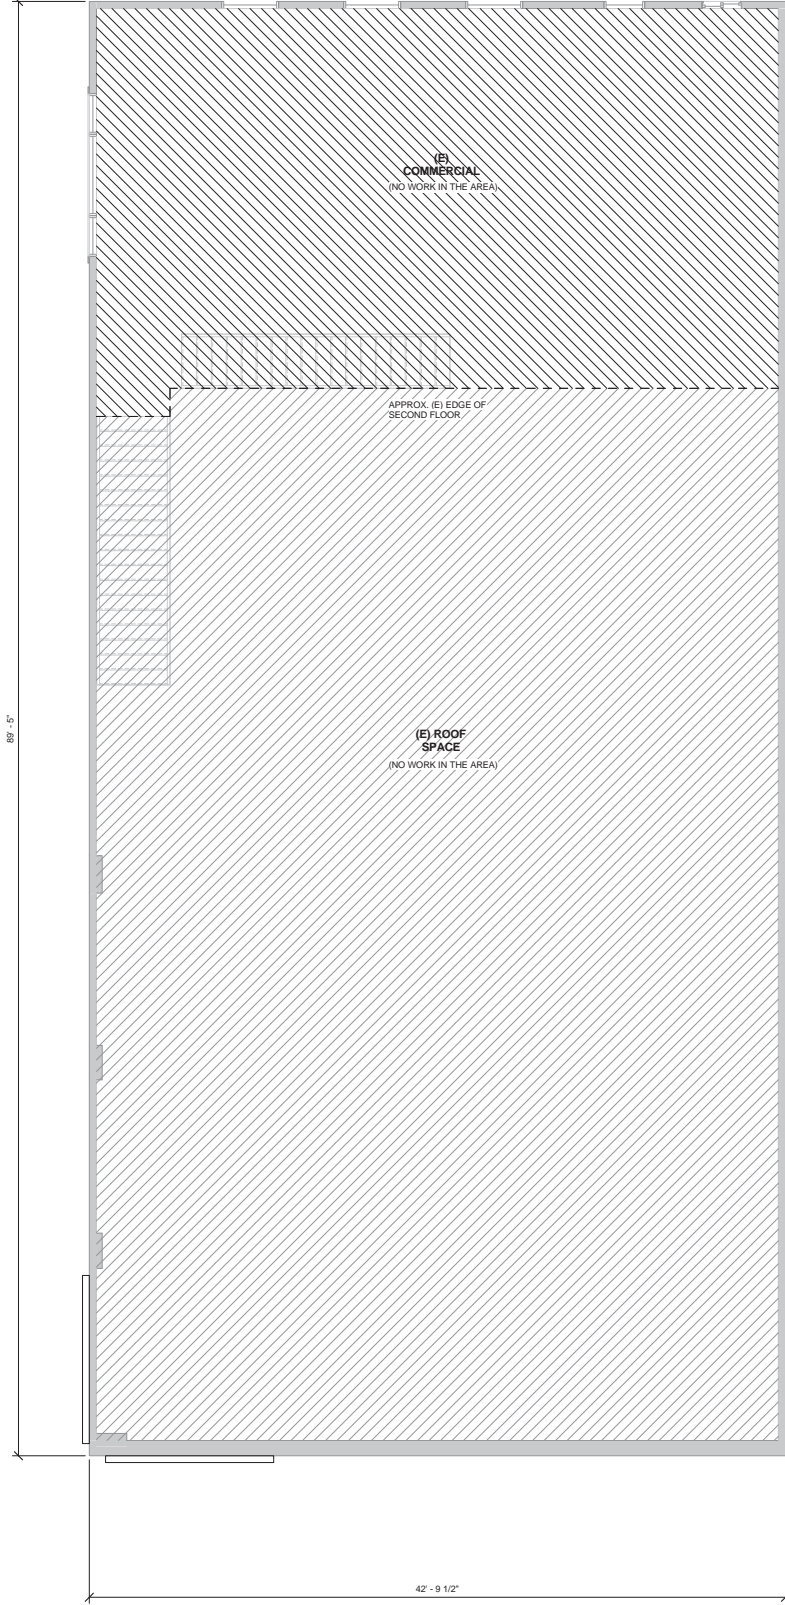 (E)
COMMERCIAL
(NO WORK IN THE AREA)
APPROX. (E) EDGE OF
SECOND FLOOR
89' - 5"
(E) ROOF
SPACE
(NO WORK IN THE AREA)
42' - 9 1/2"